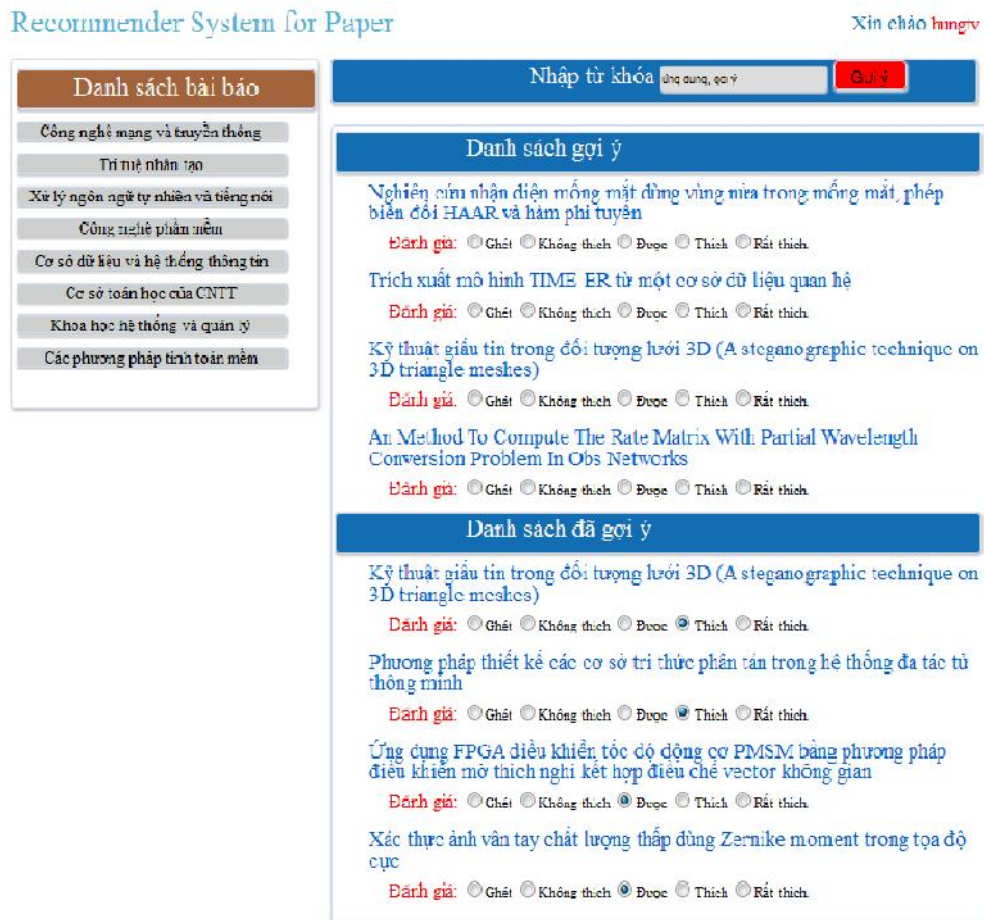 Recommender System for Paper
Xin chào hungtv
Danh sách bài báo
Công nghệ mạng và truyền thông
Trí tuệ nhân tạo
Xử lý ngôn ngữ tự nhiên và tiếng nói
Công nghệ phần mềm
Cơ sở dữ liệu và hệ thống thông tin
Cơ sở toán học của CNTT
Khoa học hệ thống và quản lý
Các phương pháp tính toán mềm
Nhập từ khóa ứng dụng, gợi ý Gợi ý
Danh sách gợi ý
Nghiên cứu nhận diện mống mắt dùng vùng nửa trong mống mắt, phép
biến đổi HAAR và hàm phi tuyến
Đánh giá: Ghét Không thích Được Thích Rất thích
Trích xuất mô hình TIME-ER từ một cơ sở dữ liệu quan hệ
Đánh giá: Ghét Không thích Được Thích Rất thích
Kỹ thuật giấu tin trong đối tượng lưới 3D (A steganographic technique on
3D triangle meshes)
Đánh giá: Ghét Không thích Được Thích Rất thích
An Method To Compute The Rate Matrix With Partial Wavelength
Conversion Problem In Obs Networks
Đánh giá: Ghét Không thích Được Thích Rất thích
Danh sách đã gợi ý
Kỹ thuật giấu tin trong đối tượng lưới 3D (A steganographic technique on
3D triangle meshes)
Đánh giá: Ghét Không thích Được Thích Rất thích
Phương pháp thiết kế các cơ sở tri thức phân tán trong hệ thống đa tác tử
thông minh
Đánh giá: Ghét Không thích Được Thích Rất thích
Ứng dụng FPGA điều khiển tốc độ động cơ PMSM bằng phương pháp
điều khiển mờ thích nghi kết hợp điều chế vector không gian
Đánh giá: Ghét Không thích Được Thích Rất thích
Xác thực ảnh vân tay chất lượng thấp dùng Zernike moment trong tọa độ
cực
Đánh giá: Ghét Không thích Được Thích Rất thích